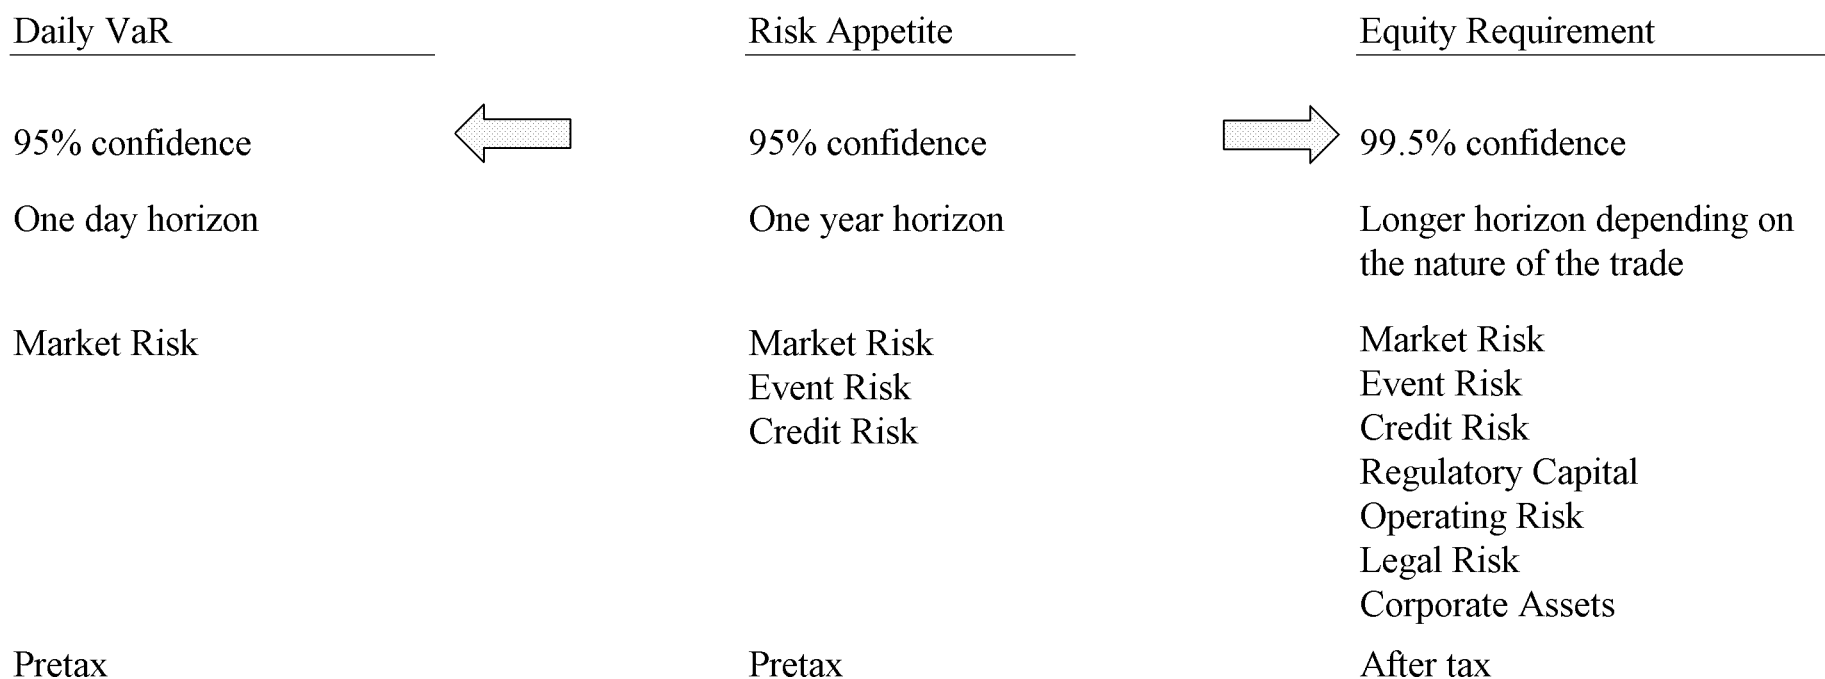 Daily VaR
Risk Appetite
Equity Requirement
95% confidence
95% confidence
99.5% confidence
One day horizon
One year horizon
Longer horizon depending on
the nature of the trade
Market Risk
Market Risk
Event Risk
Credit Risk
Market Risk
Event Risk
Credit Risk
Regulatory Capital
Operating Risk
Legal Risk
Corporate Assets
Pretax
Pretax
After tax